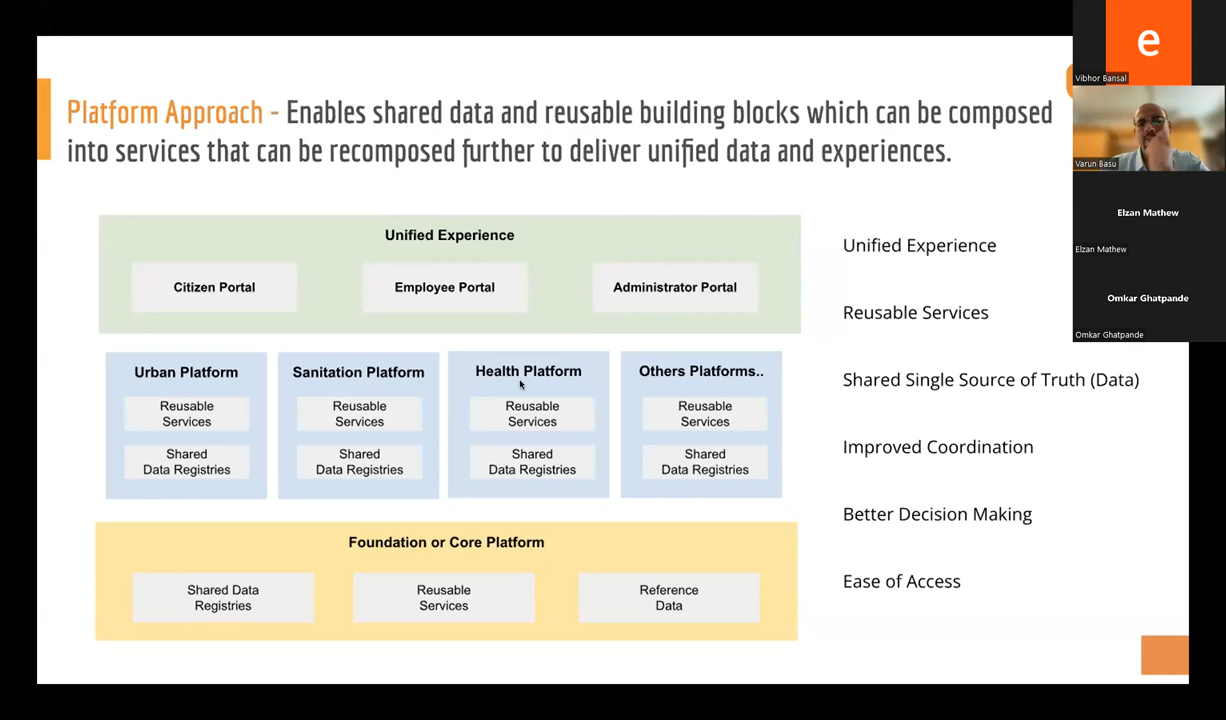 Platform Approach - Enables shared data and reusable building blocks which can be composed
into services that can be recomposed further to deliver unified data and experiences.
Unified Experience
Citizen Portal
Employee Portal
Administrator Portal
Urban Platform
Reusable
Services
Shared
Data Registries
Sanitation Platform
Reusable
Services
Shared
Data Registries
Health Platform
Reusable
Services
Shared
Data Registries
Others Platforms..
Reusable
Services
Shared
Data Registries
Foundation or Core Platform
Shared Data
Registries
Reusable
Services
Reference
Data
Unified Experience
Reusable Services
Shared Single Source of Truth (Data)
Improved Coordination
Better Decision Making
Ease of Access
e
Vibhor Bansal
Varun Basu
Elzan Mathew
Elzan Mathew
Omkar Ghatpande
Omkar Ghatpande